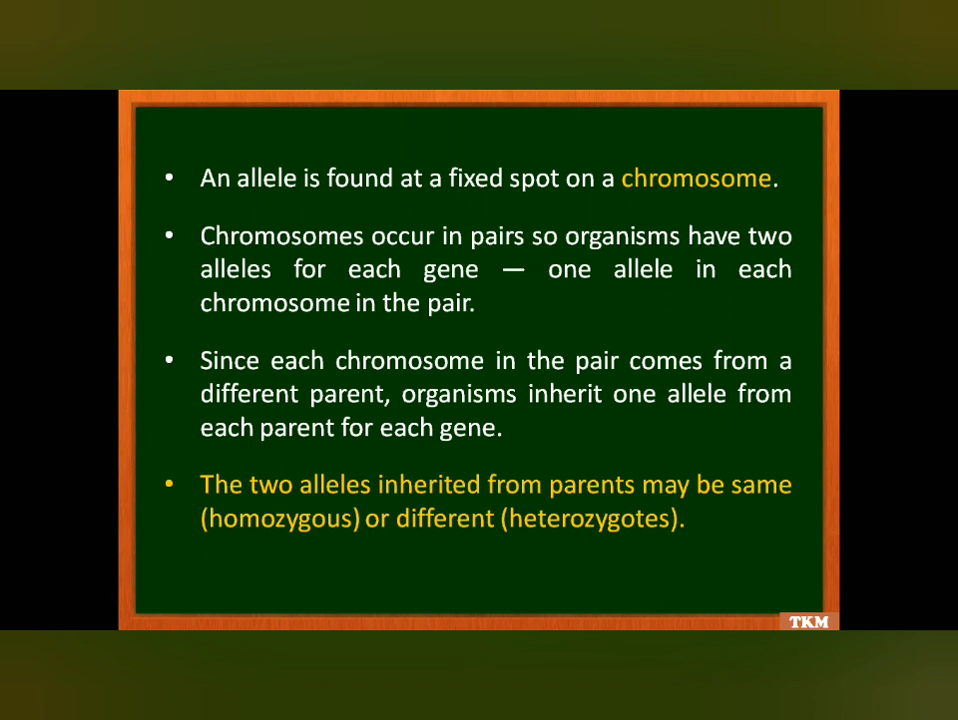 • An allele is found at a fixed spot on a chromosome.
• Chromosomes occur in pairs so organisms have two
alleles for each gene — one allele in each
chromosome in the pair.
• Since each chromosome in the pair comes from a
different parent, organisms inherit one allele from
each parent for each gene.
• The two alleles inherited from parents may be same
(homozygous) or different (heterozygotes).
TKM